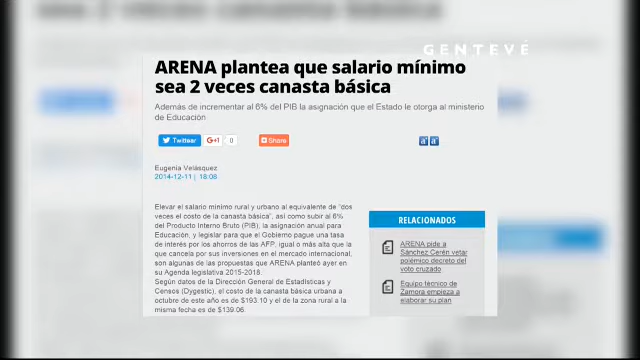 GENTEVÉ
ARENA plantea que salario mínimo
sea 2 veces canasta básica
Además de incrementar al 6% del PIB la asignación que el Estado le otorga al ministerio
de Educación
Twittear
G+1
0
Share
Eugenia Velásquez
2014-12-11 | 18:08
Elevar el salario mínimo rural y urbano al equivalente de "dos
veces el costo de la canasta básica", así como subir al 6%
del Producto Interno Bruto (PIB), la asignación anual para
Educación, y legislar para que el Gobierno pague una tasa
de interés por los ahorros de las AFP, igual o más alta que la
que cancela por sus inversiones en el mercado internacional,
son algunas de las propuestas que ARENA planteó ayer en
su Agenda legislativa 2015-2018.
Según datos de la Dirección General de Estadísticas y
Censos (Dygestic), el costo de la canasta básica urbana a
octubre de este año es de $193.10 y el de la zona rural a la
misma fecha es de $139.06.
RELACIONADOS
ARENA pide a
Sánchez Cerén vetar
polémico decreto del
voto cruzado
Equipo técnico de
Zamora empieza a
elaborar su plan